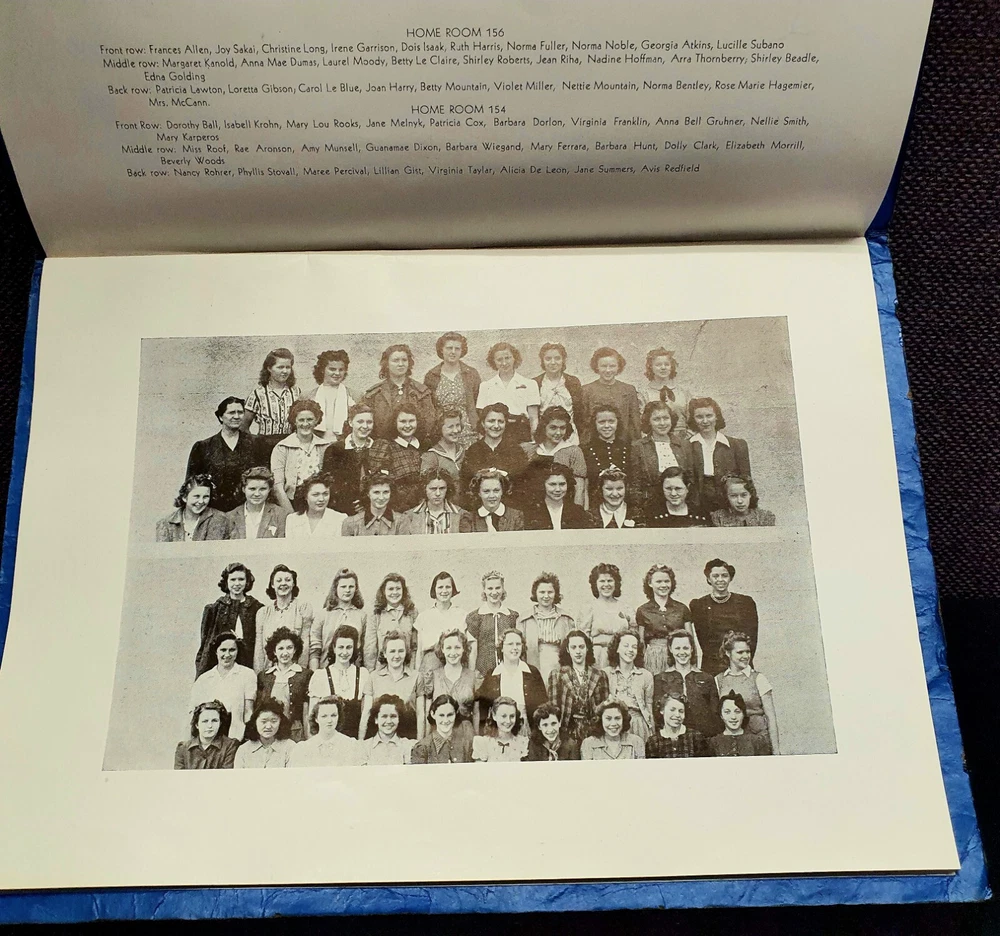 HOME ROOM 156
Front row: Frances Allen, Joy Sakai, Christine Long, Irene Garrison, Dois Isaak, Ruth Harris, Norma Fuller, Norma Noble, Georgia Atkins, Lucille Subano
Middle row: Margaret Kanold, Anna Mae Dumas, Laurel Moody, Betty Le Claire, Shirley Roberts, Jean Riha, Nadine Hoffman, Arra Thornberry, Shirley Beadle,
Edna Golding
Back row: Patricia Lawton, Loretta Gibson, Carol Le Blue, Joan Harry, Betty Mountain, Violet Miller, Nettie Mountain, Norma Bentley, Rose Marie Hagemier,
Mrs. McCann.
HOME ROOM 154
Front Row: Dorothy Ball, Isabell Krohn, Mary Lou Rooks, Jane Melnyk, Patricia Cox, Barbara Dorlon, Virginia Franklin, Anna Bell Gruhner, Nellie Smith,
Mary Karperos
Middle row: Miss Root, Rae Aronson, Amy Munsell, Guanamae Dixon, Barbara Wiegand, Mary Ferrara, Barbara Hunt, Dolly Clark, Elizabeth Morrill,
Beverly Woods
Back row: Nancy Rohrer, Phyllis Stovall, Maree Percival, Lillian Gist, Virginia Taylar, Alicia De Leon, Jane Summers, Avis Redfield